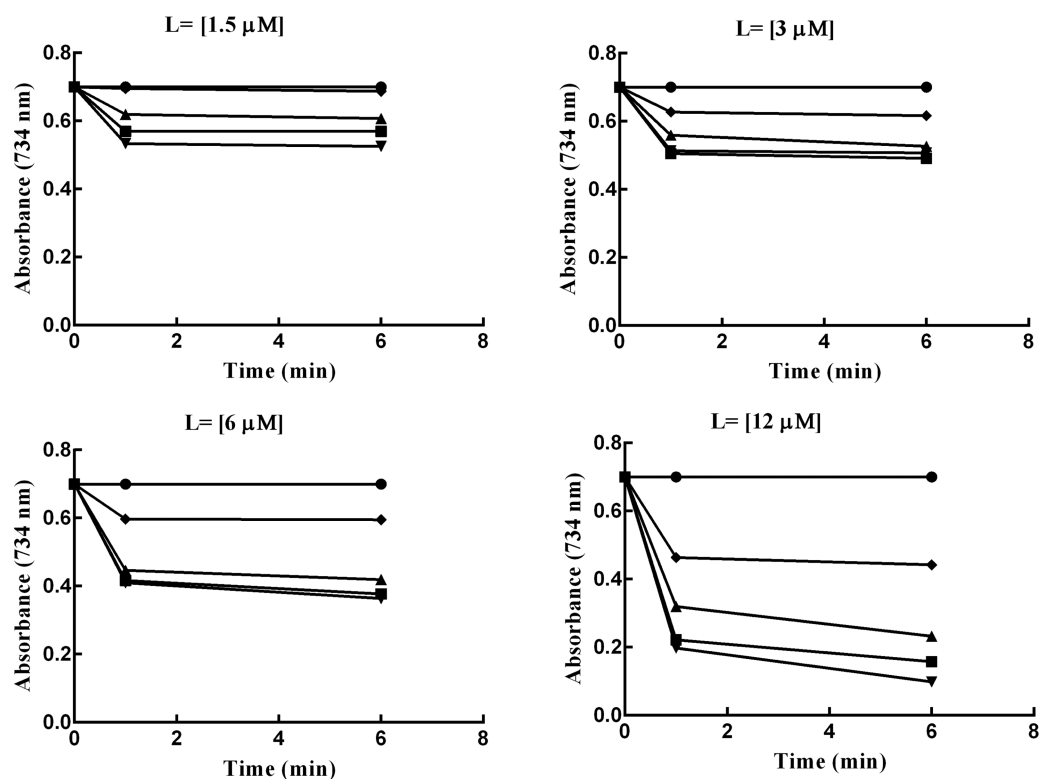 L= [1.5 μM]
Absorbance (734 nm)
0.8
0.6
0.4
0.2
0.0
0 2 4 6 8
Time (min)
L= [3 μM]
Absorbance (734 nm)
0.8
0.6
0.4
0.2
0.0
0 2 4 6 8
Time (min)
L= [6 μM]
Absorbance (734 nm)
0.8
0.6
0.4
0.2
0.0
0 2 4 6 8
Time (min)
L= [12 μM]
Absorbance (734 nm)
0.8
0.6
0.4
0.2
0.0
0 2 4 6 8
Time (min)